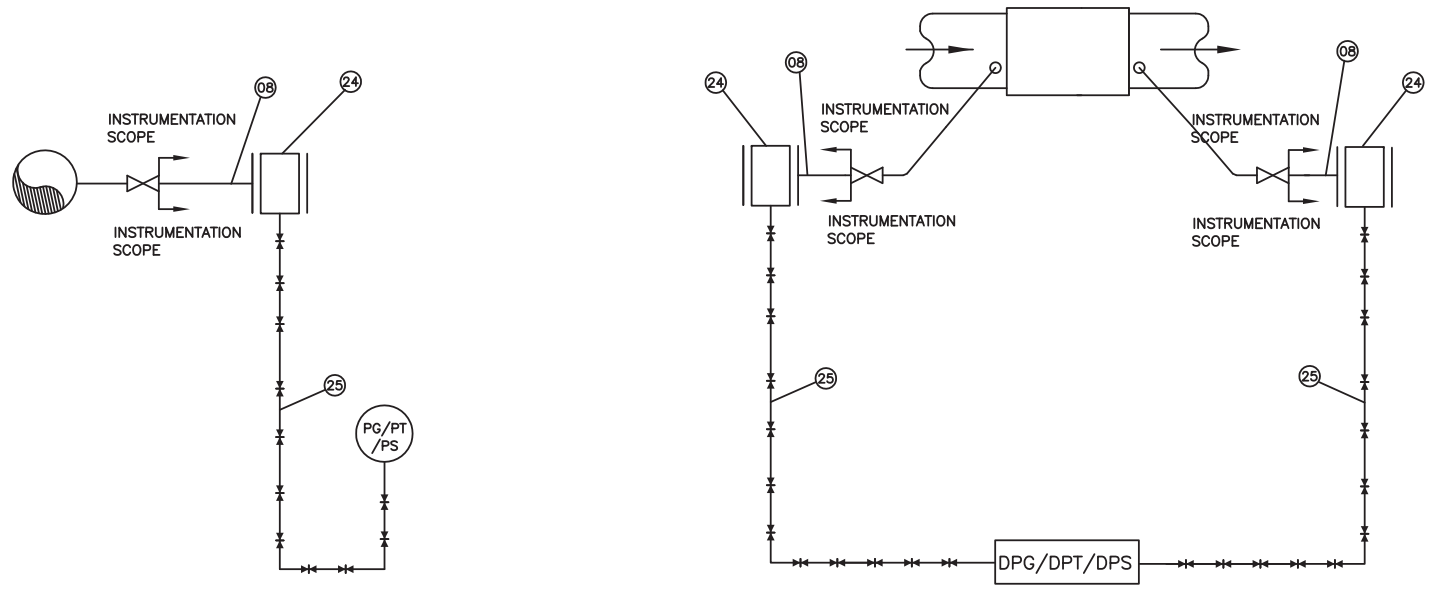 08
24
INSTRUMENTATION
SCOPE
INSTRUMENTATION
SCOPE
25
PG/PT
/PS
24
08
INSTRUMENTATION
SCOPE
INSTRUMENTATION
SCOPE
25
08
24
INSTRUMENTATION
SCOPE
INSTRUMENTATION
SCOPE
25
DPG/DPT/DPS